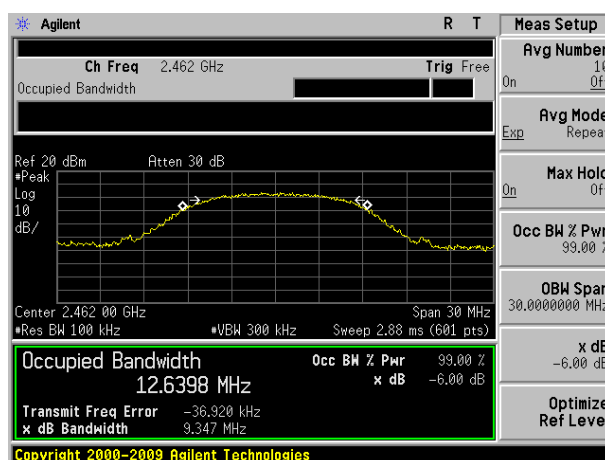 Agilent R T
Meas Setup
Ch Freq 2.462 GHz Trig Free
Occupied Bandwidth
Avg Number
10
On Of
Avg Mode
Exp Repea
Max Hold
On Of
Occ BW % Pwr
99.00 %
OBW Span
30.0000000 MHz
x dB
-6.00 dB
Optimize
Ref Leve
Ref 20 dBm Atten 30 dB
#Peak
Log
10
dB/
Center 2.462 00 GHz Span 30 MHz
#Res BW 100 kHz #VBW 300 kHz Sweep 2.88 ms (601 pts)
Occupied Bandwidth Occ BW % Pwr 99.00 %
12.6398 MHz x dB -6.00 dB
Transmit Freq Error -36.920 kHz
x dB Bandwidth 9.347 MHz
Copyright 2000-2009 Agilent Technologies